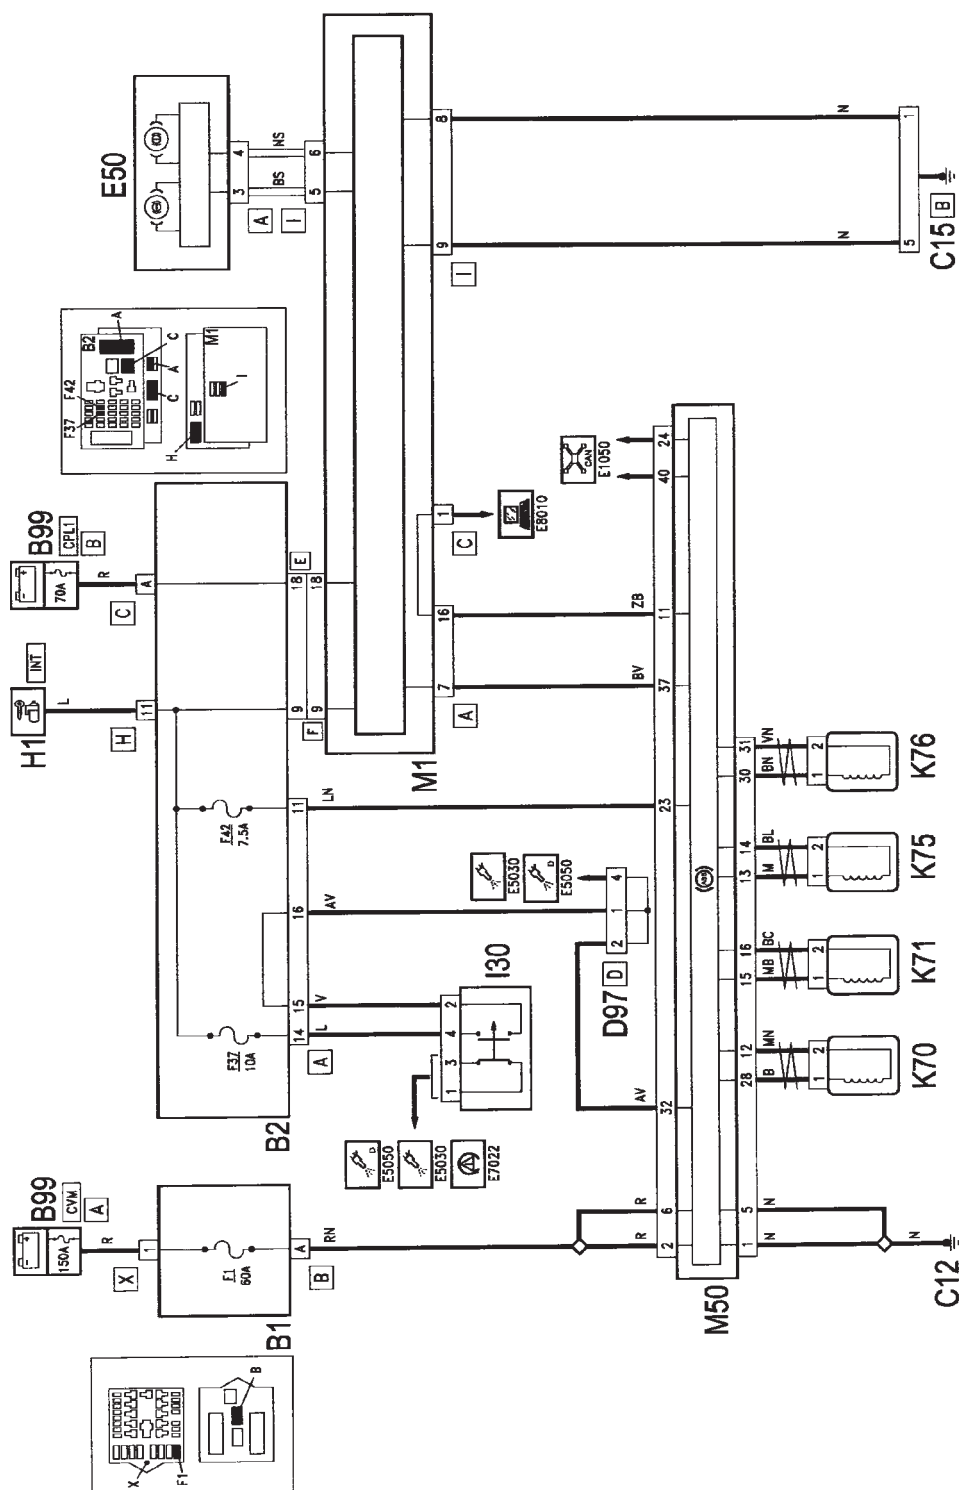 E50
4
3
NS
BS
A
I
6
5
8
9
I
N
N
1
5
C15
B
F37
F42
B2
A
C
A
C
M1
H
I
B99
CPL1
B
70A
R
A
C
H1
INT
L
11
H
E
18
18
9
9
F
M1
1
C
E8010
16
7
A
ZB
BV
CAN
E1050
24
40
11
37
F42
7.5A
11
LN
23
16
AV
F37
10A
15
14
V
L
A
B2
E5030
D
E5050
4
1
2
D97
D
I30
2
4
3
1
D
E5050
E5030
E7022
AV
32
B99
CVM
A
150A
R
1
X
F1
60A
A
B
RN
B1
R
R
6
2
5
1
N
N
N
C12
M50
ABS
31
30
VN
BN
2
1
K76
14
13
BL
M
2
1
K75
16
15
BC
MB
2
1
K71
12
28
MN
B
2
1
K70
X
F1
B